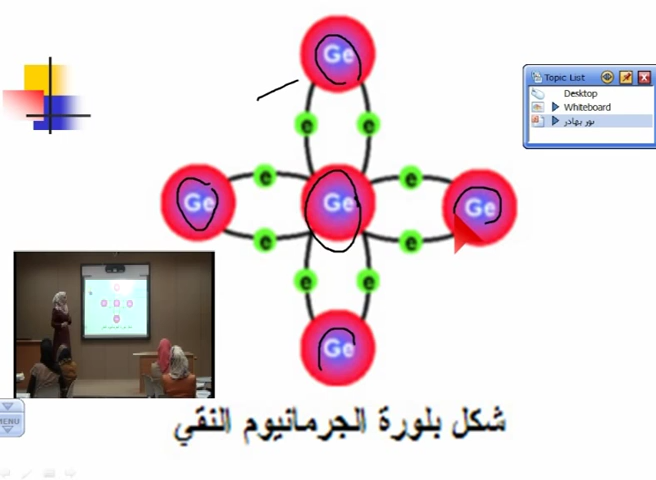 Ge
e e
Topic List
Desktop
Whiteboard
نور بهادر
e e
Ge Ge Ge
e e
e e
Ge
شكل بلورة الجرمانيوم النقي
MENU